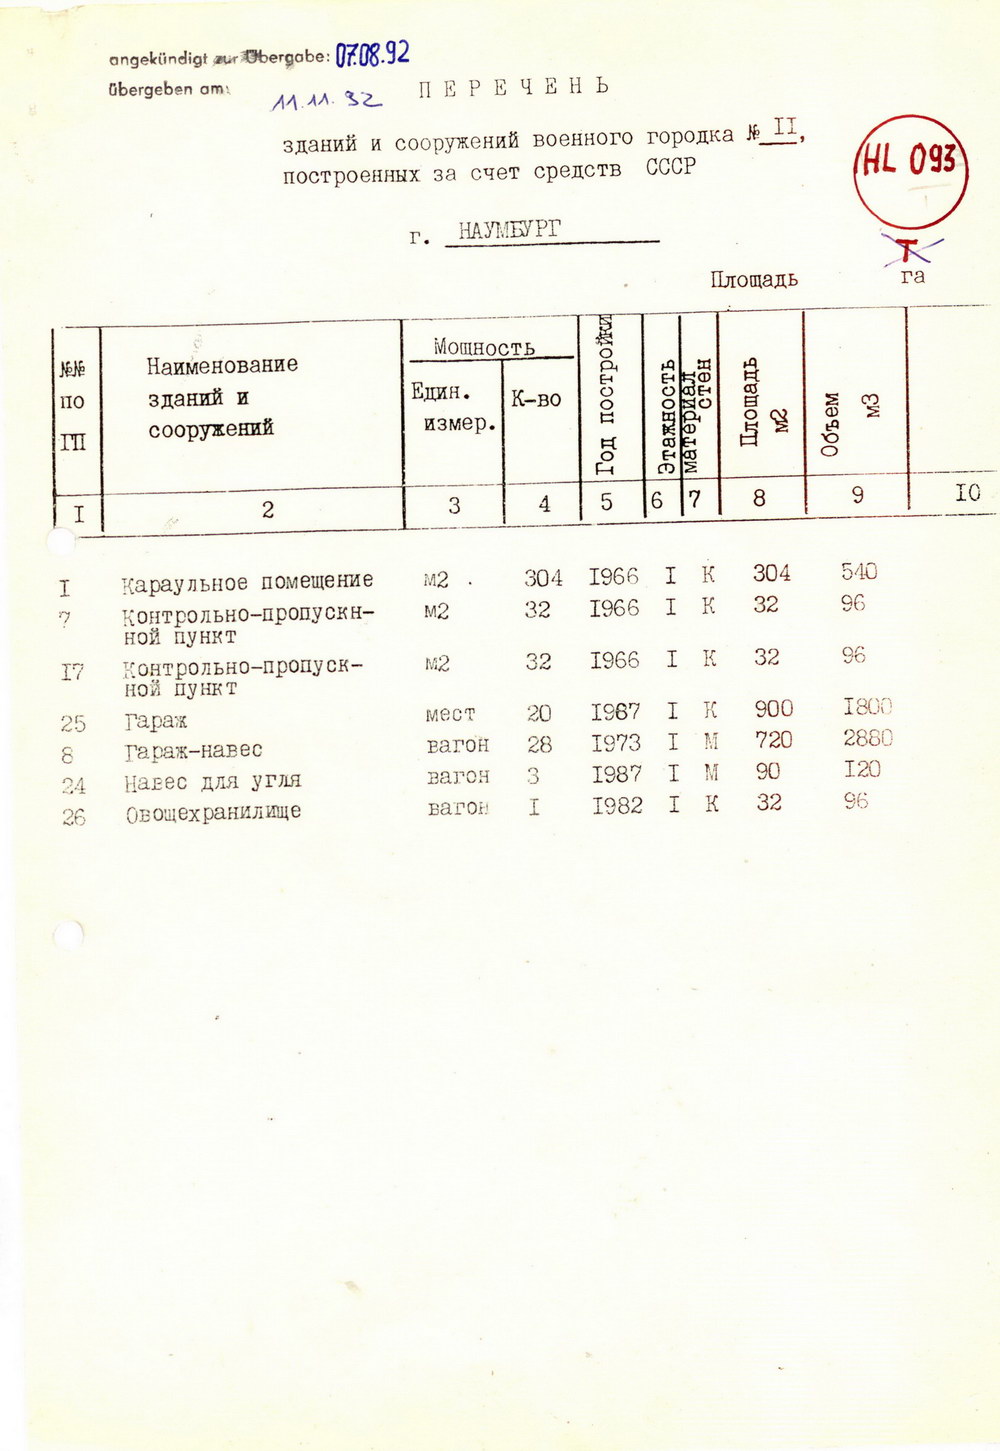 angekündigt zur Übergabe: 07.08.92
übergeben am: 11.11.92
ПЕРЕЧЕНЬ
зданий и сооружений военного городка № II,
построенных за счет средств СССР
HL 093
г. НАУМБУРГ
Т
Площадь га
№№ по ГП
Наименование зданий и сооружений
Мощность
Един. измер.
К-во
Год постройки
Этажность
материал стен
Площадь м2
Объем м3
I 2 3 4 5 6 7 8 9 IO
I Караульное помещение м2 304 I966 I К 304 540
7 Контрольно-пропускн-
ной пункт м2 32 I966 I К 32 96
I7 Контрольно-пропуск-
ной пункт м2 32 I966 I К 32 96
25 Гараж мест 20 I967 I К 900 I800
8 Гараж-навес вагон 28 I973 I М 720 2880
24 Навес для угля вагон 3 I987 I М 90 I20
26 Овощехранилище вагон I I982 I К 32 96